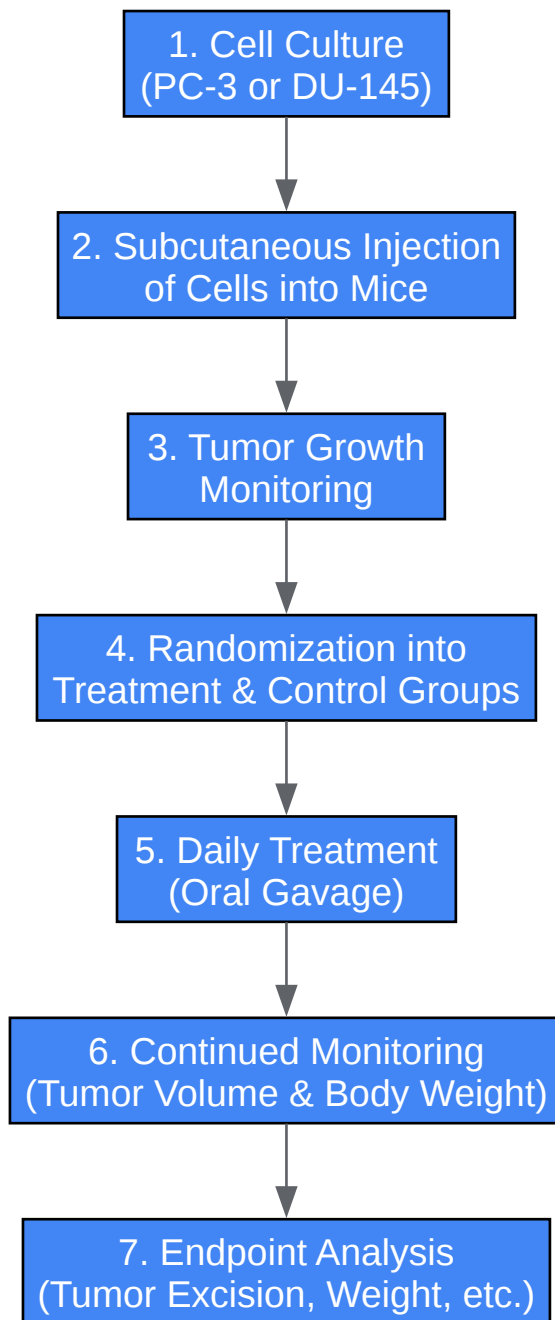 1. Cell Culture
(PC-3 or DU-145)
2. Subcutaneous Injection
of Cells into Mice
3. Tumor Growth
Monitoring
4. Randomization into
Treatment & Control Groups
5. Daily Treatment
(Oral Gavage)
6. Continued Monitoring
(Tumor Volume & Body Weight)
7. Endpoint Analysis
(Tumor Excision, Weight, etc.)